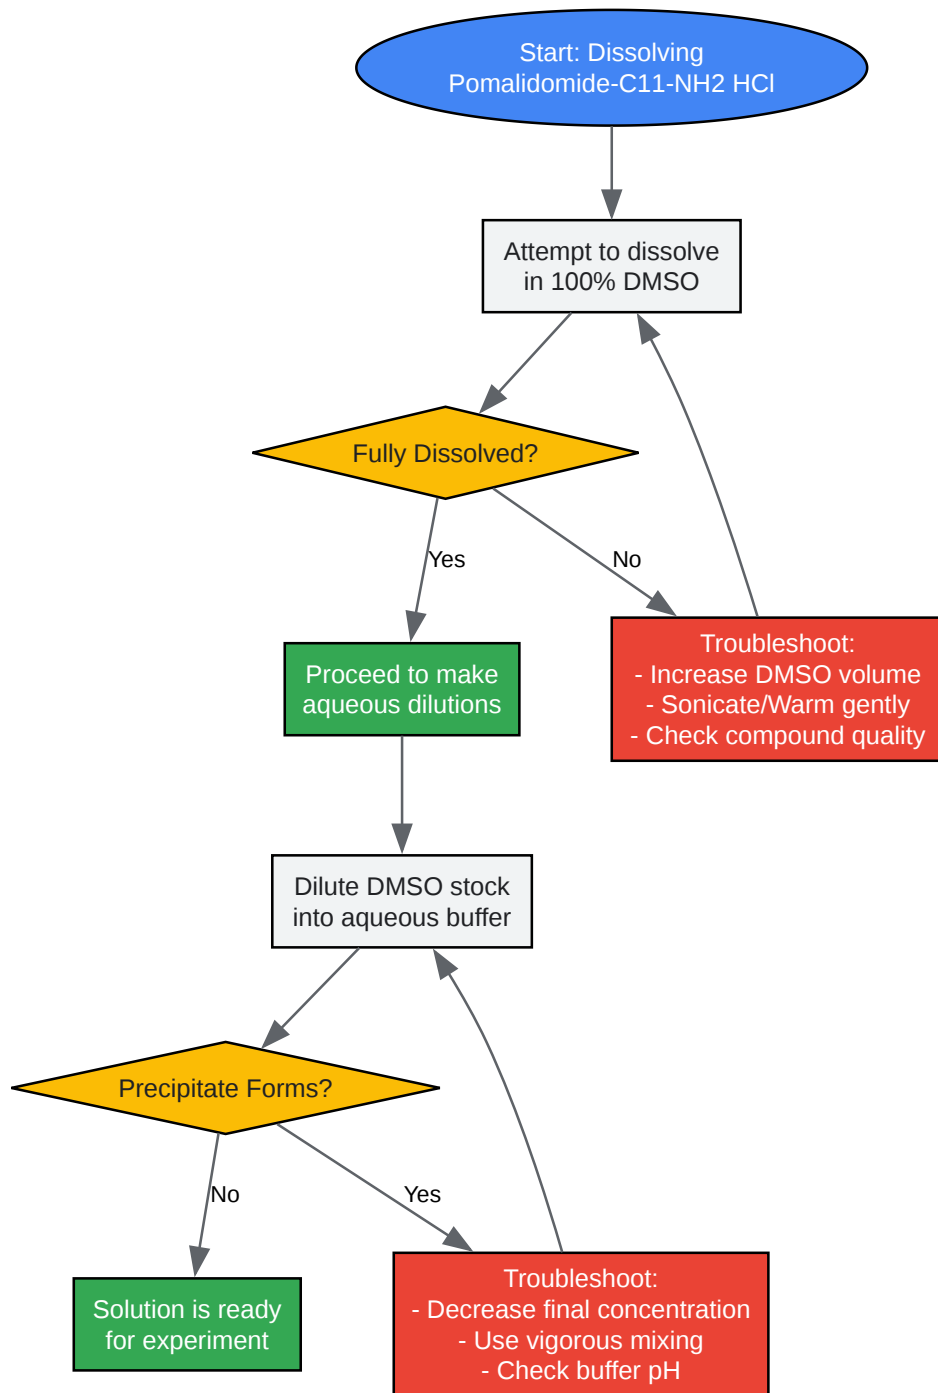 Start: Dissolving
Pomalidomide-C11-NH2 HCl
Attempt to dissolve
in 100% DMSO
Fully Dissolved?
Yes
No
Proceed to make
aqueous dilutions
Troubleshoot:
- Increase DMSO volume
- Sonicate/Warm gently
- Check compound quality
Dilute DMSO stock
into aqueous buffer
Precipitate Forms?
No
Yes
Solution is ready
for experiment
Troubleshoot:
- Decrease final concentration
- Use vigorous mixing
- Check buffer pH